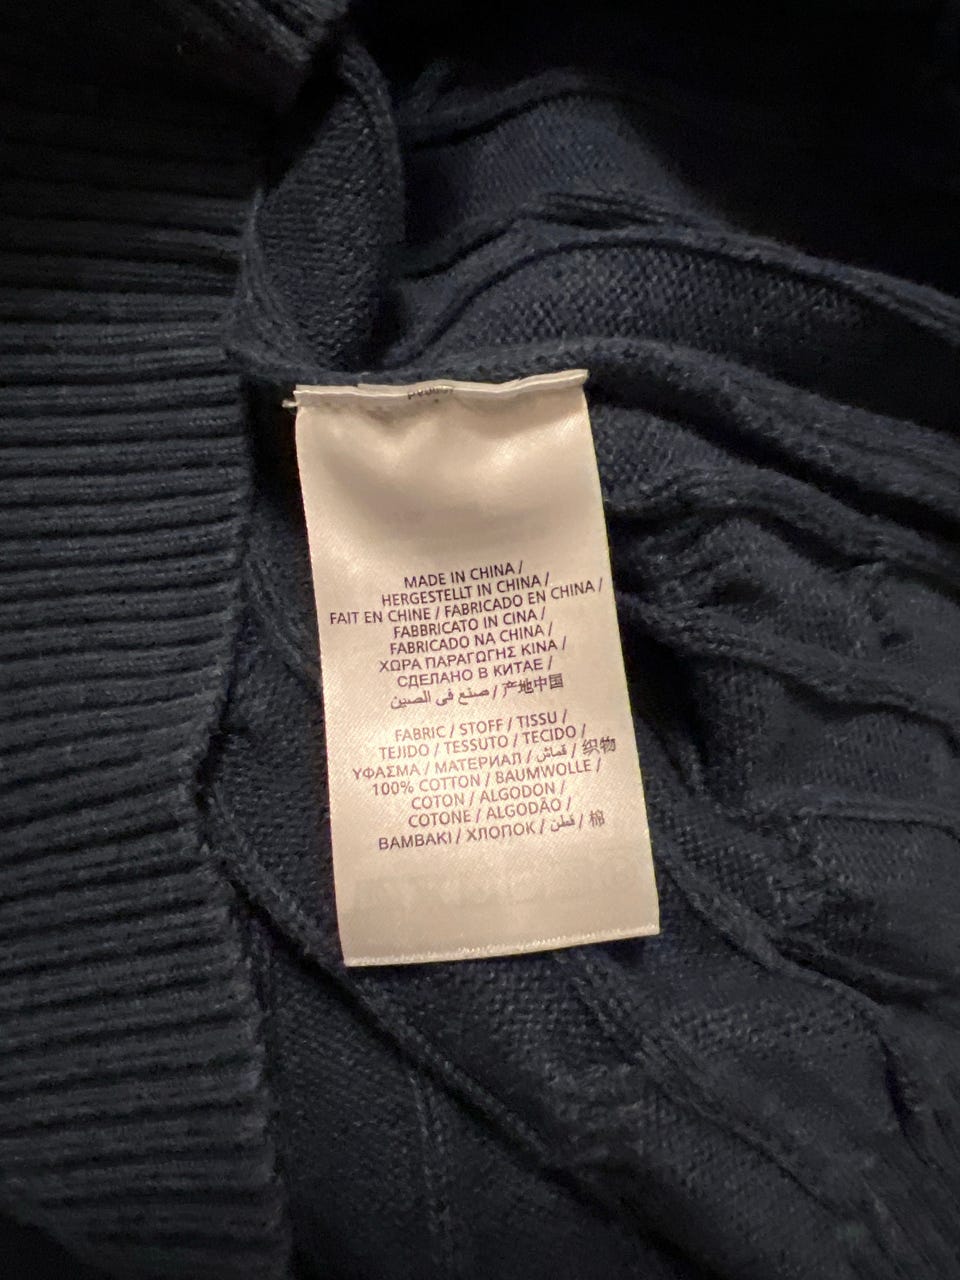 MADE IN CHINA /
HERGESTELLT IN CHINA /
FAIT EN CHINE / FABRICADO EN CHINA /
FABBRICATO IN CINA /
FABRICADO NA CHINA /
ΧΩΡΑ ΠΑΡΑΓΩΓΗΣ ΚΙΝΑ /
СДЕЛАНО В КИТАЕ /
صنع في الصين / 产地中国
FABRIC / STOFF / TISSU /
TEJIDO / TESSUTO / TECIDO /
ΥΦΑΣΜΑ / МАТЕРИАЛ / قماش / 织物
100% COTTON / BAUMWOLLE /
COTON / ALGODON /
COTONE / ALGODÃO /
ΒΑΜΒΑΚΙ / ХЛОПОК / قطن / 棉